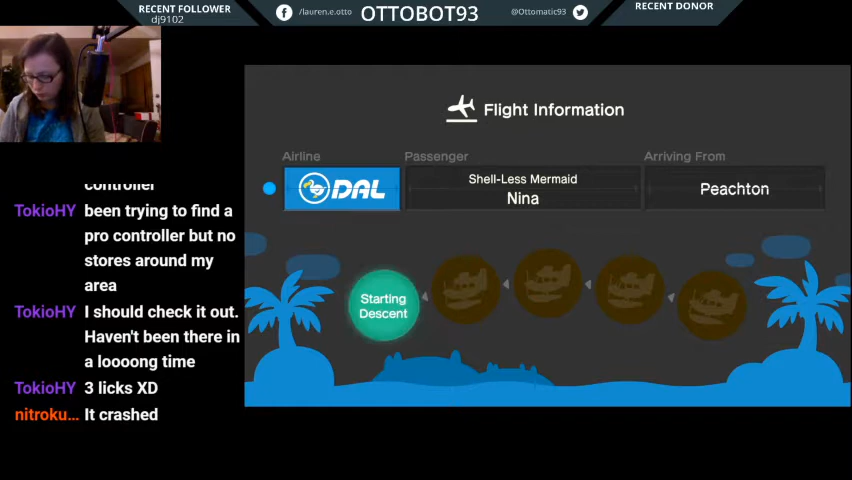 RECENT FOLLOWER
dj9102
/lauren.e.otto
OTTOBOT93
@Ottomatic93
RECENT DONOR
Flight Information
Airline
Passenger
Arriving From
DAL
Shell-Less Mermaid
Nina
Peachton
Starting
Descent
controller
TokioHY been trying to find a
pro controller but no
stores around my
area
TokioHY I should check it out.
Haven't been there in
a loooong time
TokioHY 3 licks XD
nitroku... It crashed